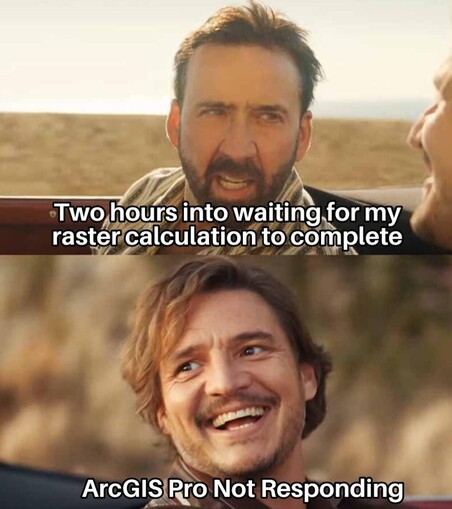 Two hours into waiting for my
raster calculation to complete
ArcGIS Pro Not Responding